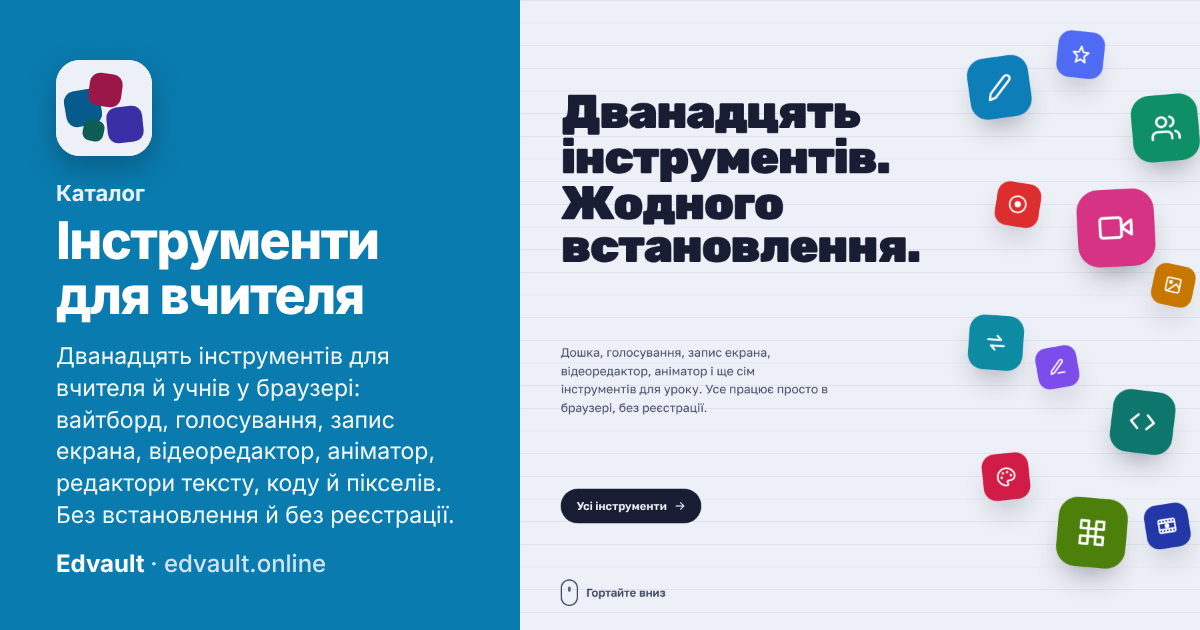 Каталог
Інструменти
для вчителя
Дванадцять інструментів для
вчителя й учнів у браузері:
вайтборд, голосування, запис
екрана, відеоредактор, аніматор,
редактори тексту, коду й пікселів.
Без встановлення й без реєстрації.
Edvault · edvault.online
Дванадцять
інструментів.
Жодного
встановлення.
Дошка, голосування, запис екрана,
відеоредактор, аніматор і ще сім
інструментів для уроку. Усе працює просто в
браузері, без реєстрації.
Усі інструменти →
Гортайте вниз